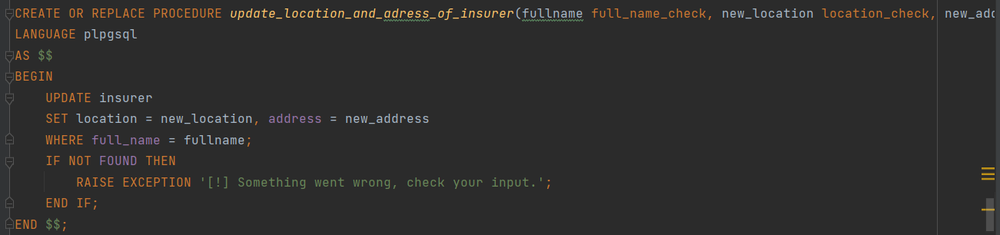 CREATE OR REPLACE PROCEDURE update_location_and_adress_of_insurer(fullname full_name_check, new_location location_check, new_add
LANGUAGE plpgsql
AS $$
BEGIN
    UPDATE insurer
    SET location = new_location, address = new_address
    WHERE full_name = fullname;
    IF NOT FOUND THEN
        RAISE EXCEPTION '[!] Something went wrong, check your input.';
    END IF;
END $$;